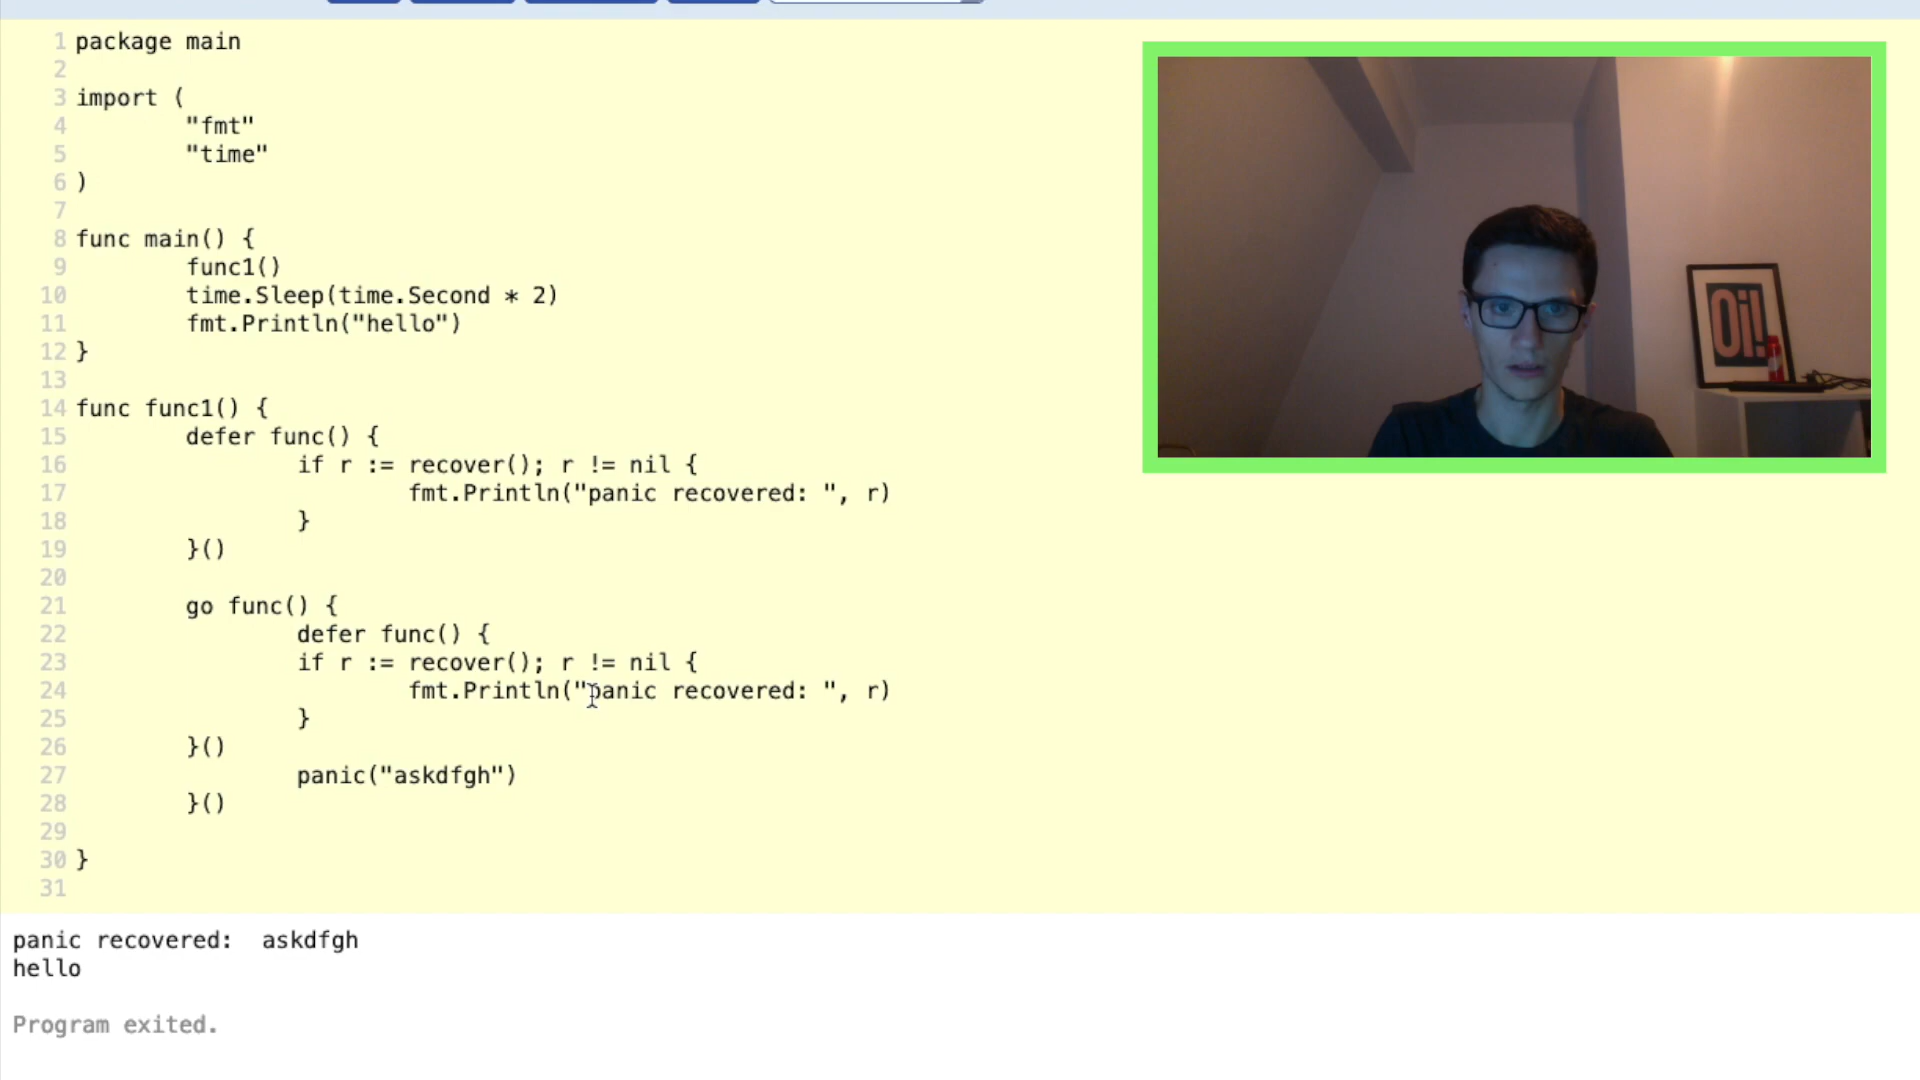 1 package main
2
3 import (
4 "fmt"
5 "time"
6 )
7
8 func main() {
9 func1()
10 time.Sleep(time.Second * 2)
11 fmt.Println("hello")
12 }
13
14 func func1() {
15 defer func() {
16 if r := recover(); r != nil {
17 fmt.Println("panic recovered: ", r)
18 }
19 }()
20
21 go func() {
22 defer func() {
23 if r := recover(); r != nil {
24 fmt.Println("panic recovered: ", r)
25 }
26 }()
27 panic("askdfgh")
28 }()
29
30 }
31
Oi!
panic recovered:  askdfgh
hello
Program exited.